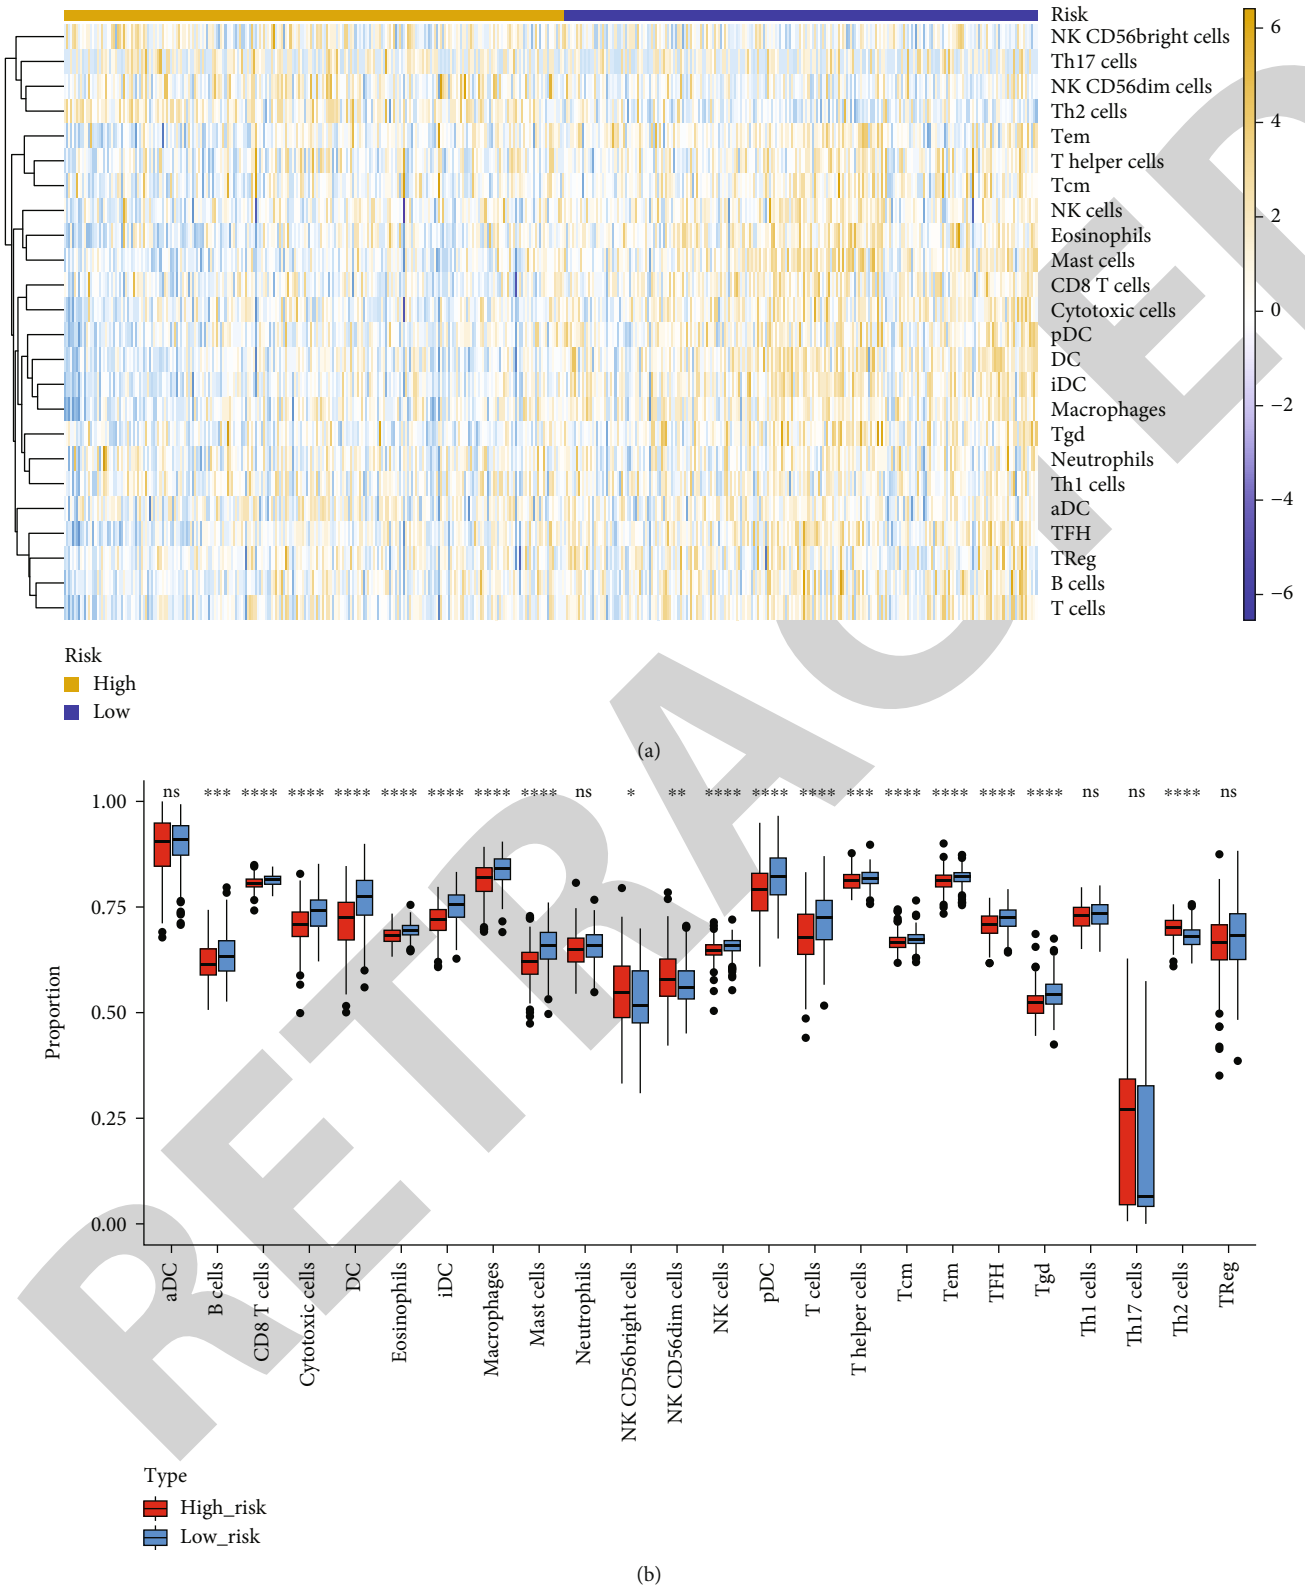 Risk
NK CD56bright cells
Th17 cells
NK CD56dim cells
Th2 cells
Tem
T helper cells
Tcm
NK cells
Eosinophils
Mast cells
CD8 T cells
Cytotoxic cells
pDC
DC
iDC
Macrophages
Tgd
Neutrophils
Th1 cells
aDC
TFH
TReg
B cells
T cells
6
4
2
0
−2
−4
−6
Risk
High
Low
(a)
RETRACTED
ns *** **** **** **** **** **** **** **** ns * ** **** **** **** *** **** **** **** **** ns ns **** ns
1.00
0.75
0.50
0.25
0.00
Proportion
aDC
B cells
CD8 T cells
Cytotoxic cells
DC
Eosinophils
iDC
Macrophages
Mast cells
Neutrophils
NK CD56bright cells
NK CD56dim cells
NK cells
pDC
T cells
T helper cells
Tcm
Tem
TFH
Tgd
Th1 cells
Th17 cells
Th2 cells
TReg
Type
High_risk
Low_risk
(b)